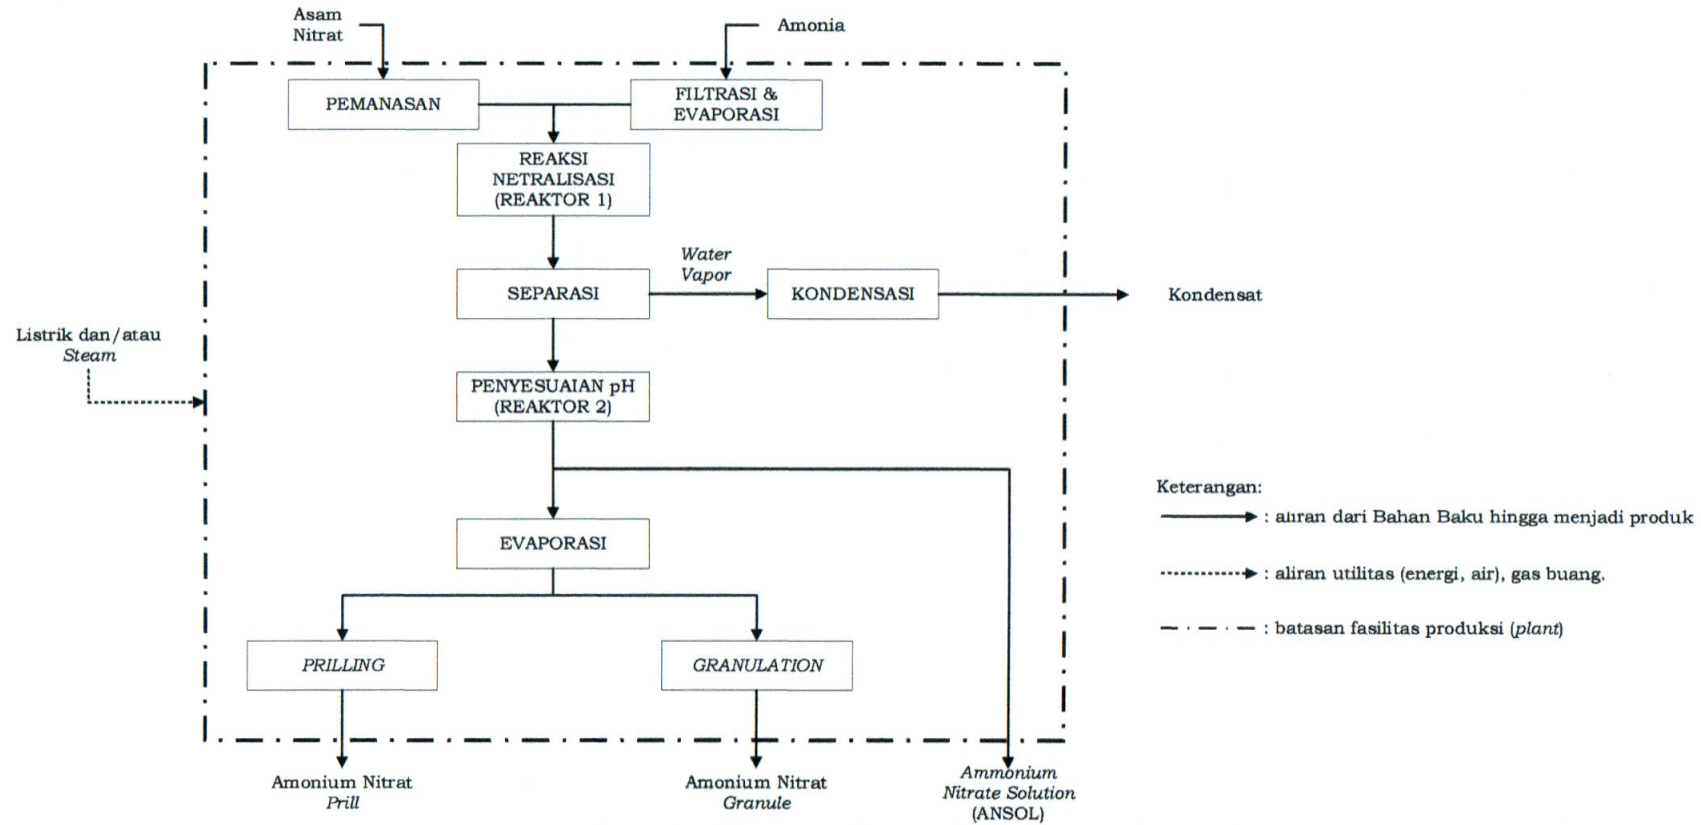 Asam
Nitrat
Amonia
PEMANASAN
FILTRASI &
EVAPORASI
REAKSI
NETRALISASI
(REAKTOR 1)
Water
Vapor
SEPARASI
KONDENSASI
Kondensat
Listrik dan/atau
Steam
PENYESUAIAN pH
(REAKTOR 2)
EVAPORASI
PRILLING
GRANULATION
Amonium Nitrat
Prill
Amonium Nitrat
Granule
Ammonium
Nitrate Solution
(ANSOL)
Keterangan:
: aliran dari Bahan Baku hingga menjadi produk
: aliran utilitas (energi, air), gas buang.
: batasan fasilitas produksi (plant)